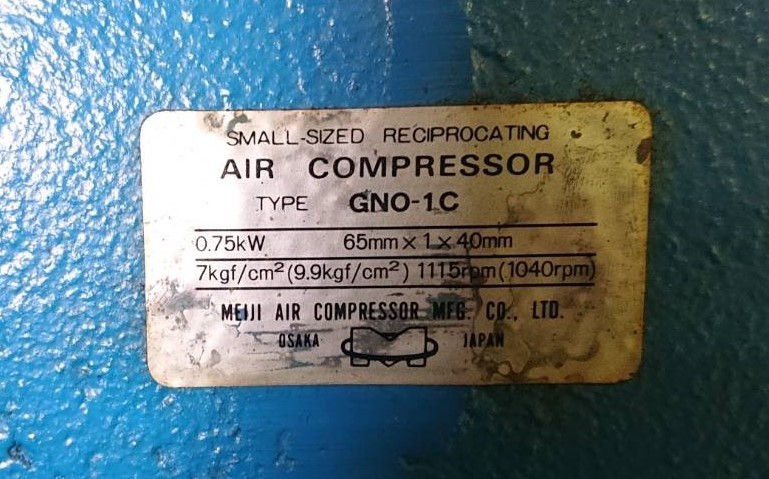 SMALL-SIZED RECIPROCATING
AIR COMPRESSOR
TYPE GNO-1C
0.75kW 65mm×1×40mm
7kgf/cm²(9.9kgf/cm²) 1115rpm(1040rpm)
MEIJI AIR COMPRESSOR MFG. CO., LTD.
OSAKA JAPAN